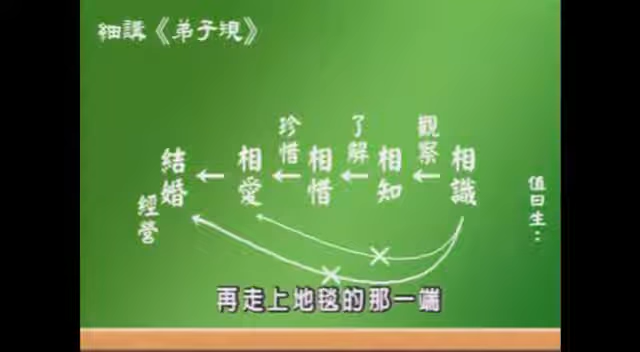 細講《弟子規》
值日生：
相識
觀察
相知
了解
相惜
珍惜
相愛
結婚
經營
再走上地毯的那一端